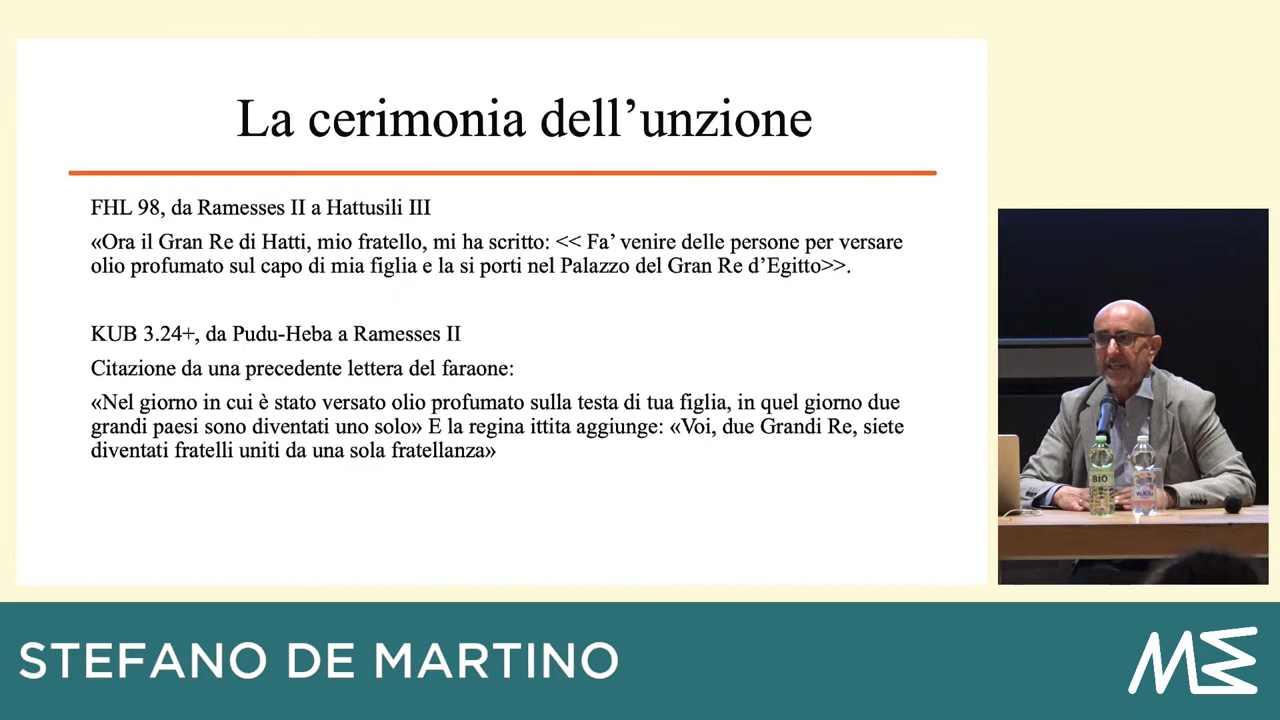 La cerimonia dell’unzione
FHL 98, da Ramesses II a Hattusili III
«Ora il Gran Re di Hatti, mio fratello, mi ha scritto: << Fa’ venire delle persone per versare
olio profumato sul capo di mia figlia e la si porti nel Palazzo del Gran Re d’Egitto>>.
KUB 3.24+, da Pudu-Heba a Ramesses II
Citazione da una precedente lettera del faraone:
«Nel giorno in cui è stato versato olio profumato sulla testa di tua figlia, in quel giorno due
grandi paesi sono diventati uno solo» E la regina ittita aggiunge: «Voi, due Grandi Re, siete
diventati fratelli uniti da una sola fratellanza»
BIO
STEFANO DE MARTINO